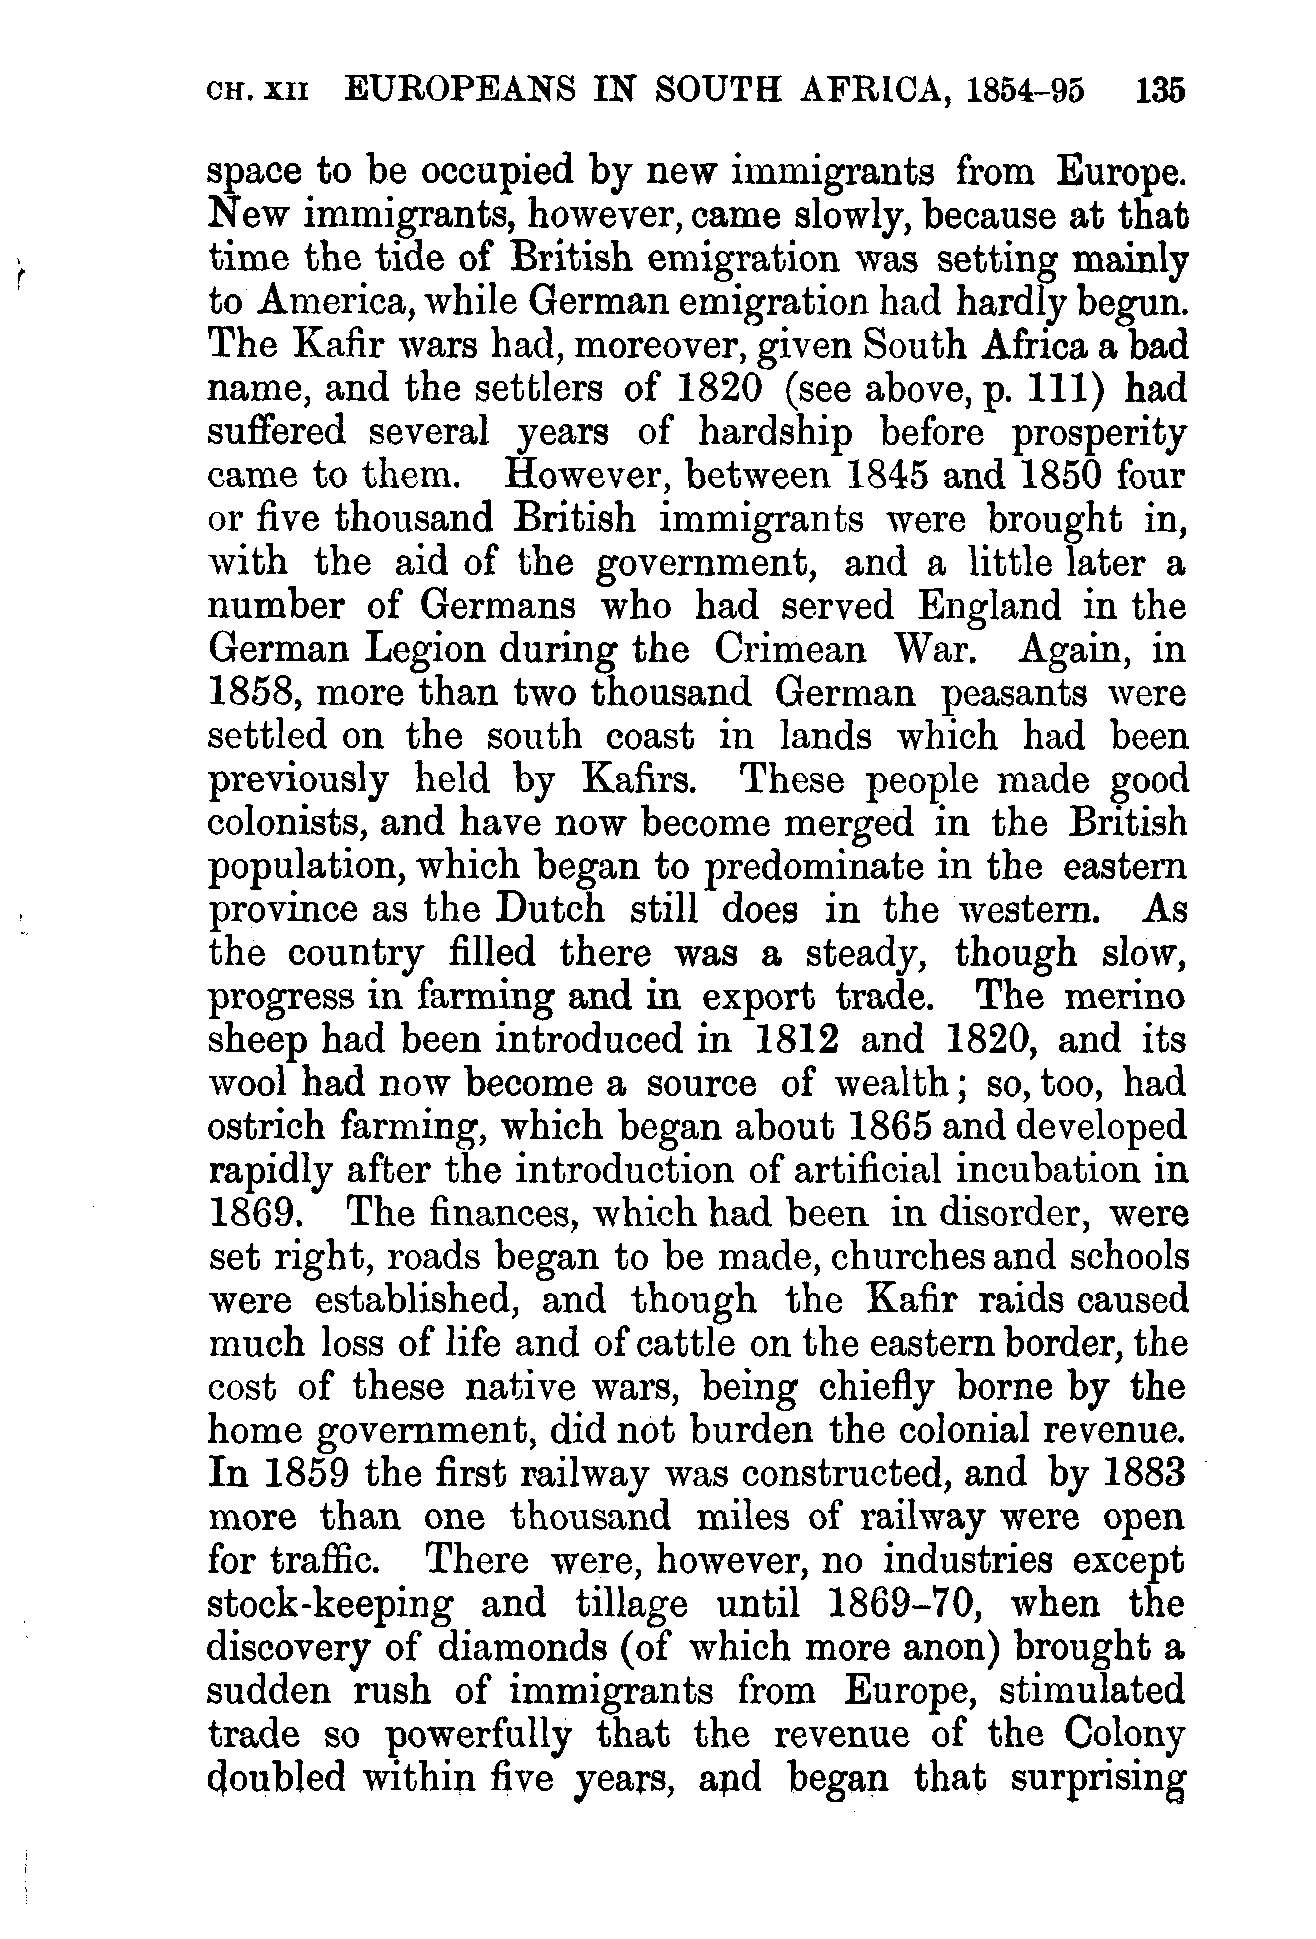 CH. XII EUROPEANS IN SOUTH AFRICA, 1854–95 135
space to be occupied by new immigrants from Europe.
New immigrants, however, came slowly, because at that
time the tide of British emigration was setting mainly
to America, while German emigration had hardly begun.
The Kafir wars had, moreover, given South Africa a bad
name, and the settlers of 1820 (see above, p. 111) had
suffered several years of hardship before prosperity
came to them. However, between 1845 and 1850 four
or five thousand British immigrants were brought in,
with the aid of the government, and a little later a
number of Germans who had served England in the
German Legion during the Crimean War. Again, in
1858, more than two thousand German peasants were
settled on the south coast in lands which had been
previously held by Kafirs. These people made good
colonists, and have now become merged in the British
population, which began to predominate in the eastern
province as the Dutch still does in the western. As
the country filled there was a steady, though slow,
progress in farming and in export trade. The merino
sheep had been introduced in 1812 and 1820, and its
wool had now become a source of wealth; so, too, had
ostrich farming, which began about 1865 and developed
rapidly after the introduction of artificial incubation in
1869. The finances, which had been in disorder, were
set right, roads began to be made, churches and schools
were established, and though the Kafir raids caused
much loss of life and of cattle on the eastern border, the
cost of these native wars, being chiefly borne by the
home government, did not burden the colonial revenue.
In 1859 the first railway was constructed, and by 1883
more than one thousand miles of railway were open
for traffic. There were, however, no industries except
stock-keeping and tillage until 1869–70, when the
discovery of diamonds (of which more anon) brought a
sudden rush of immigrants from Europe, stimulated
trade so powerfully that the revenue of the Colony
doubled within five years, and began that surprising